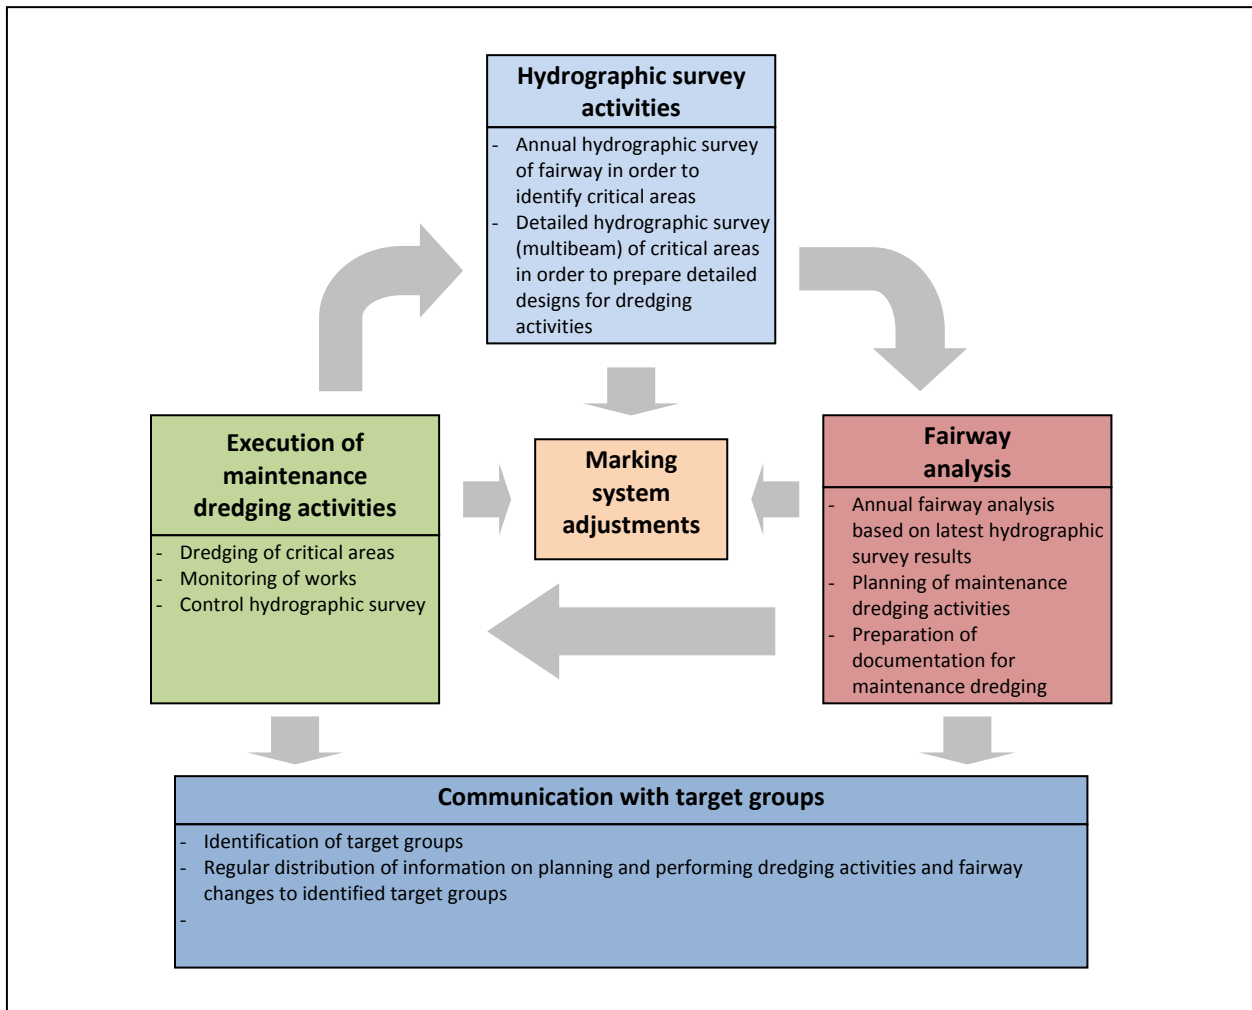 Hydrographic survey
activities
- Annual hydrographic survey
of fairway in order to
identify critical areas
- Detailed hydrographic survey
(multibeam) of critical areas
in order to prepare detailed
designs for dredging
activities
Execution of
maintenance
dredging activities
- Dredging of critical areas
- Monitoring of works
- Control hydrographic survey
Marking
system
adjustments
Fairway
analysis
- Annual fairway analysis
based on latest hydrographic
survey results
- Planning of maintenance
dredging activities
- Preparation of
documentation for
maintenance dredging
Communication with target groups
- Identification of target groups
- Regular distribution of information on planning and performing dredging activities and fairway
changes to identified target groups
-